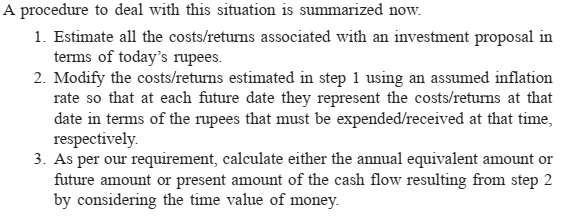 A procedure to deal with this situation is summarized now.
1. Estimate all the costs/returns associated with an investment proposal in
terms of today's rupees.
2. Modify the costs/returns estimated in step 1 using an assumed inflation
rate so that at each future date they represent the costs/returns at that
date in terms of the rupees that must be expended/received at that time,
respectively.
3. As per our requirement, calculate either the annual equivalent amount or
future amount or present amount of the cash flow resulting from step 2
by considering the time value of money.